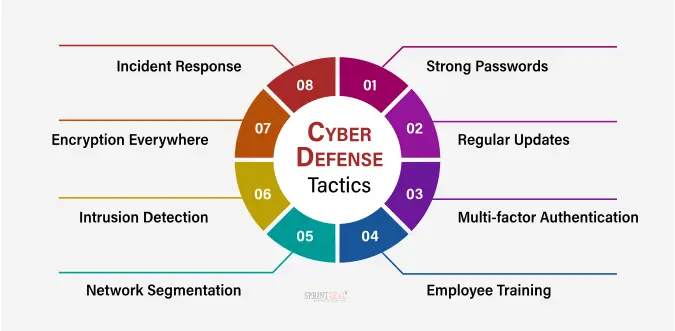 Incident Response
08
01
Strong Passwords
Encryption Everywhere
07
02
Regular Updates
CYBER
DEFENSE
Tactics
Intrusion Detection
06
03
Multi-factor Authentication
Network Segmentation
05
04
Employee Training
SPRINTZEAL